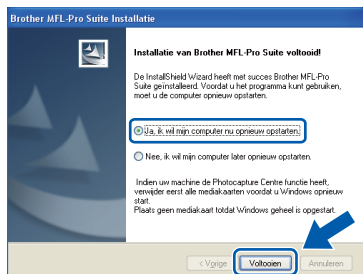 Brother MFL-Pro Suite Installatie
Installatie van Brother MFL-Pro Suite voltooid!
De InstallShield Wizard heeft met succes Brother MFL-Pro
Suite geïnstalleerd. Voordat u het programma kunt gebruiken,
moet u de computer opnieuw opstarten.
Ja, ik wil mijn computer nu opnieuw opstarten.
Nee, ik wil mijn computer later opnieuw opstarten.
Indien uw machine de Photocapture Centre functie heeft,
verwijder eerst alle mediakaarten voordat u Windows opnieuw
start.
Plaats geen mediakaart totdat Windows geheel is opgestart.
< Vorige
Voltooien
Annuleren